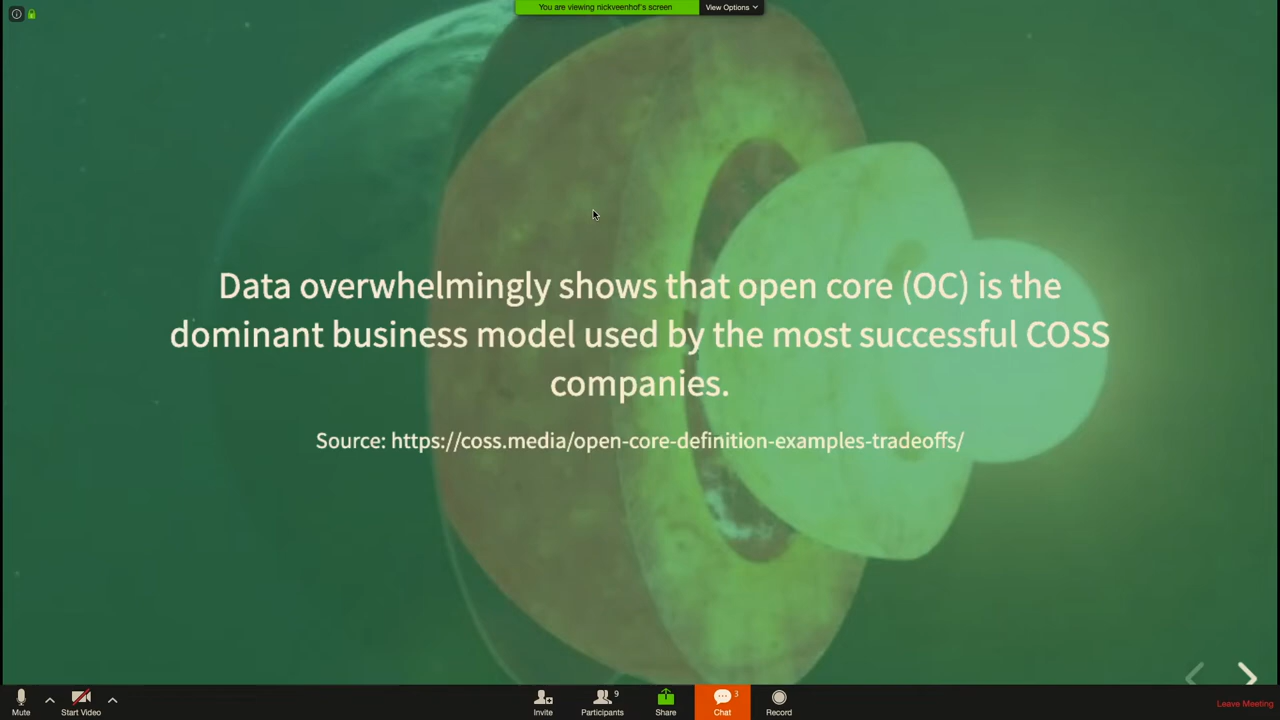 You are viewing nickveenhof's screen
View Options
Data overwhelmingly shows that open core (OC) is the
dominant business model used by the most successful COSS
companies.
Source: https://coss.media/open-core-definition-examples-tradeoffs/
Mute
Start Video
Invite
Participants
9
Share
Chat
3
Record
Leave Meeting